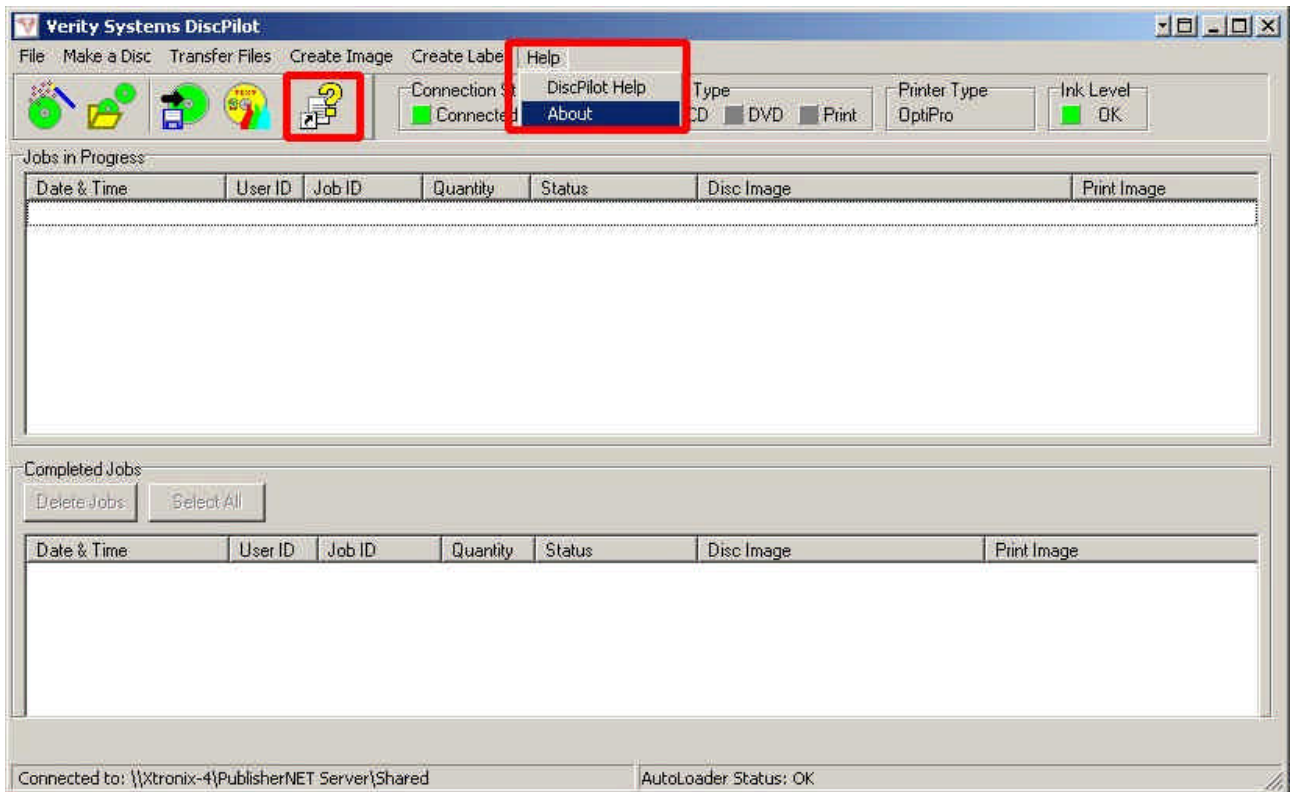 Verity Systems DiscPilot
File Make a Disc Transfer Files Create Image Create Labe Help
DiscPilot Help
About
Connection St
Connected
Type
CD DVD Print
Printer Type
OptiPro
Ink Level
OK
Jobs in Progress
Date & Time User ID Job ID Quantity Status Disc Image Print Image
Completed Jobs
Delete Jobs Select All
Date & Time User ID Job ID Quantity Status Disc Image Print Image
Connected to: \\Xtronix-4\PublisherNET Server\Shared AutoLoader Status: OK